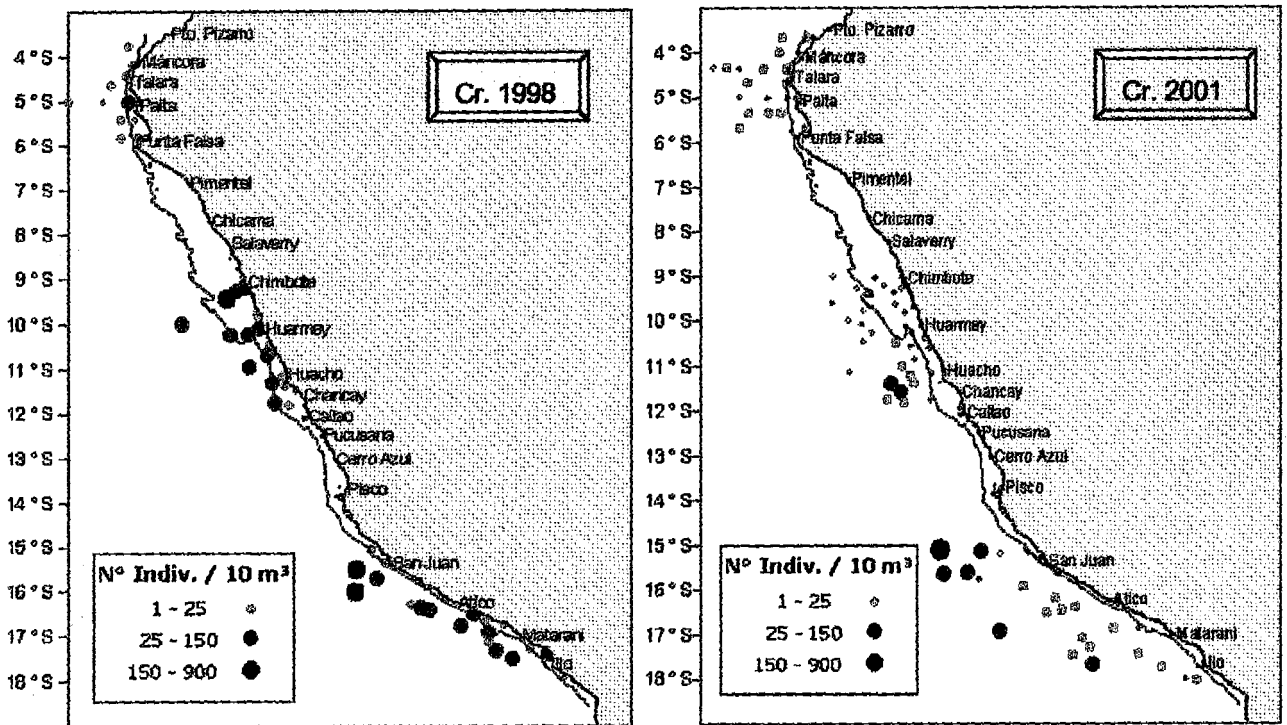 Cr. 1998
4°S
5°S
6°S
7°S
8°S
9°S
10°S
11°S
12°S
13°S
14°S
15°S
16°S
17°S
18°S
Pto. Pizarro
Máncora
Talara
Paita
Punta Falsa
Pimentel
Chicama
Salaverry
Chimbote
Huarmey
Huacho
Chancay
Callao
Pucusana
Cerro Azul
Pisco
San Juan
Atico
Matarani
Ilo
N° Indiv. / 10 m³
1 - 25
25 - 150
150 - 900
Cr. 2001
4°S
5°S
6°S
7°S
8°S
9°S
10°S
11°S
12°S
13°S
14°S
15°S
16°S
17°S
18°S
Pto. Pizarro
Máncora
Talara
Paita
Punta Falsa
Pimentel
Chicama
Salaverry
Chimbote
Huarmey
Huacho
Chancay
Callao
Pucusana
Cerro Azul
Pisco
San Juan
Atico
Matarani
Ilo
N° Indiv. / 10 m³
1 - 25
25 - 150
150 - 900